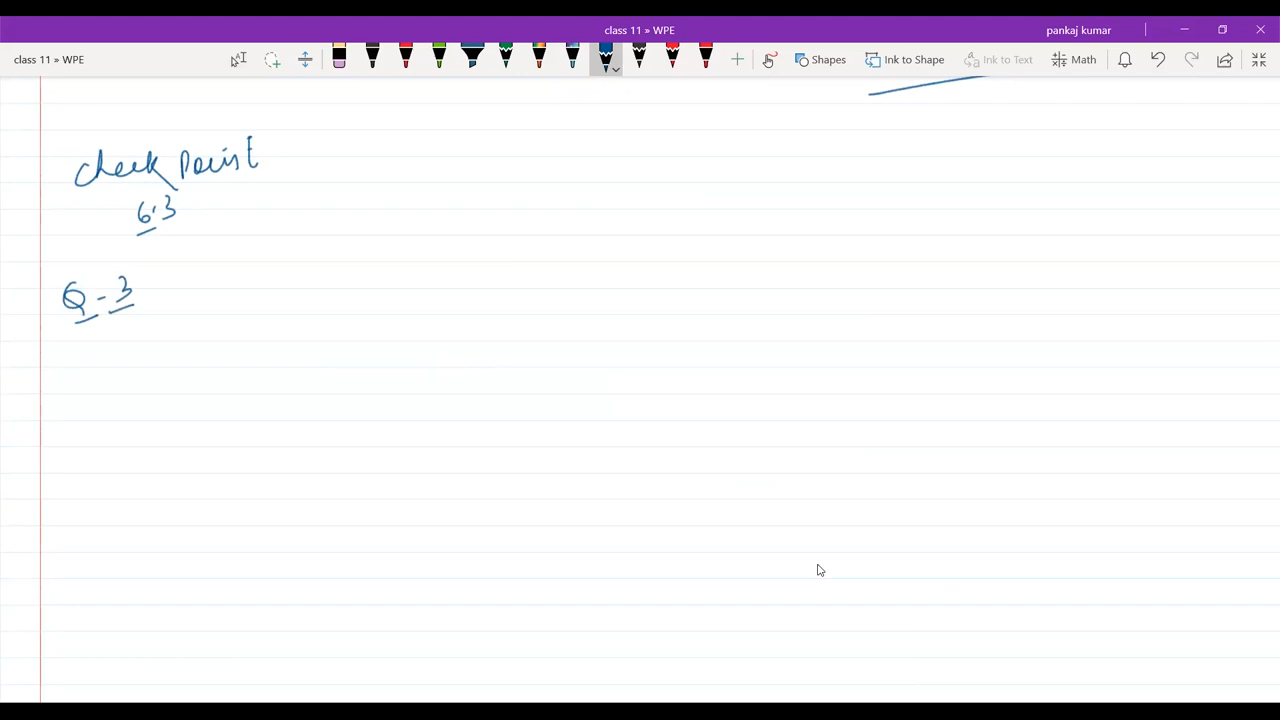 class 11 » WPE
pankaj kumar
class 11 » WPE
Shapes
Ink to Shape
Ink to Text
Math
Check Point
6.3
Q - 3